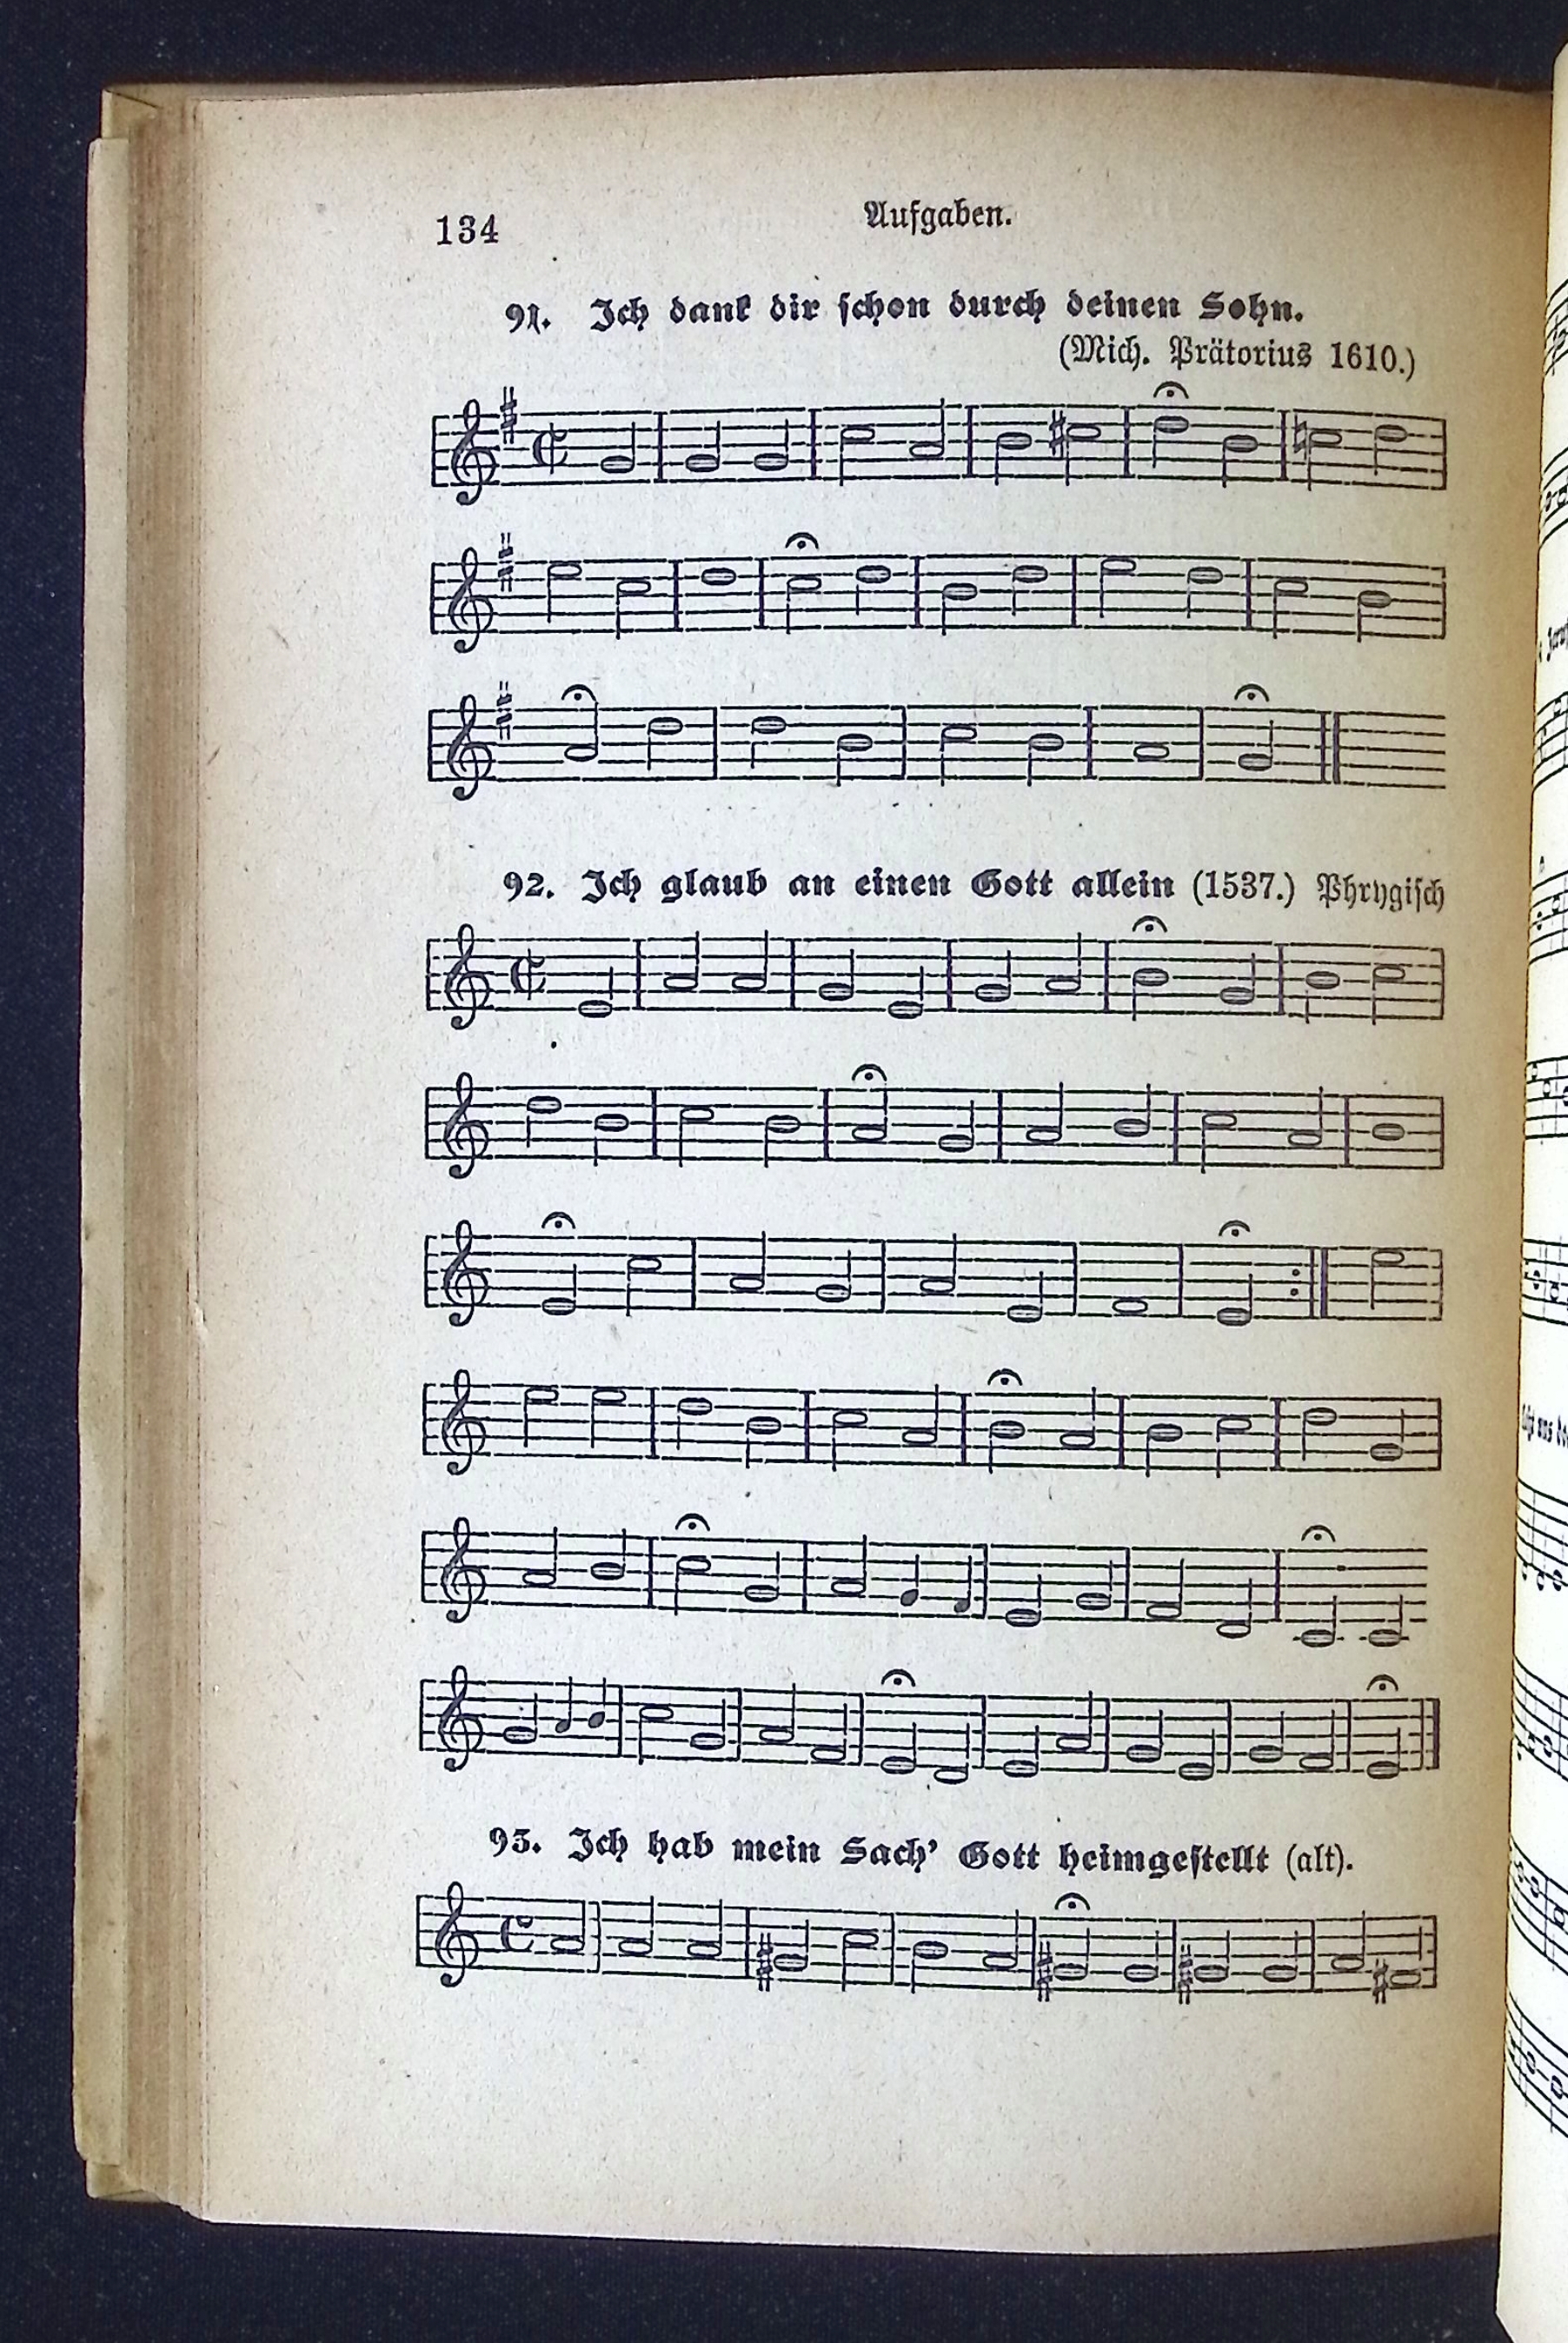 134
Aufgaben.
91. Ich dank dir schon durch deinen Sohn.
(Mich. Prätorius 1610.)
92. Ich glaub an einen Gott allein (1537.) Phrygisch
93. Ich hab mein Sach' Gott heimgestellt (alt).